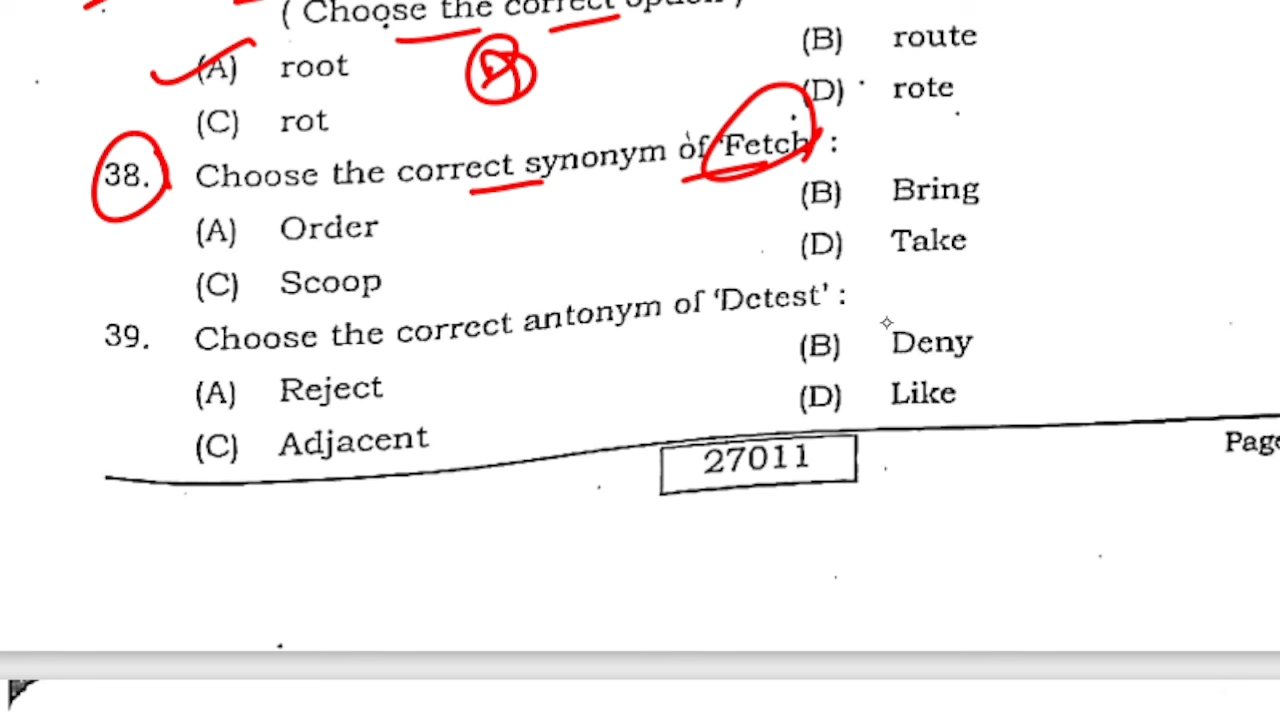 ( Choose the correct option )
(A) root
(B) route
(C) rot
(D) rote
38. Choose the correct synonym of 'Fetch' :
(A) Order
(B) Bring
(C) Scoop
(D) Take
39. Choose the correct antonym of 'Detest' :
(A) Reject
(B) Deny
(C) Adjacent
(D) Like
27011
Page